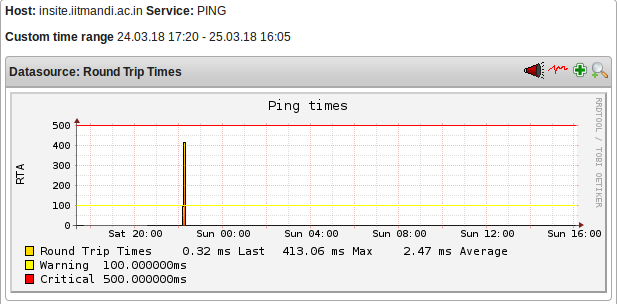 Host: insite.iitmandi.ac.in Service: PING
Custom time range 24.03.18 17:20 - 25.03.18 16:05
Datasource: Round Trip Times
Ping times
RRDTOOL / TOBI OETIKER
RTA
500
400
300
200
100
0
Sat 20:00 Sun 00:00 Sun 04:00 Sun 08:00 Sun 12:00 Sun 16:00
Round Trip Times 0.32 ms Last 413.06 ms Max 2.47 ms Average
Warning 100.000000ms
Critical 500.000000ms